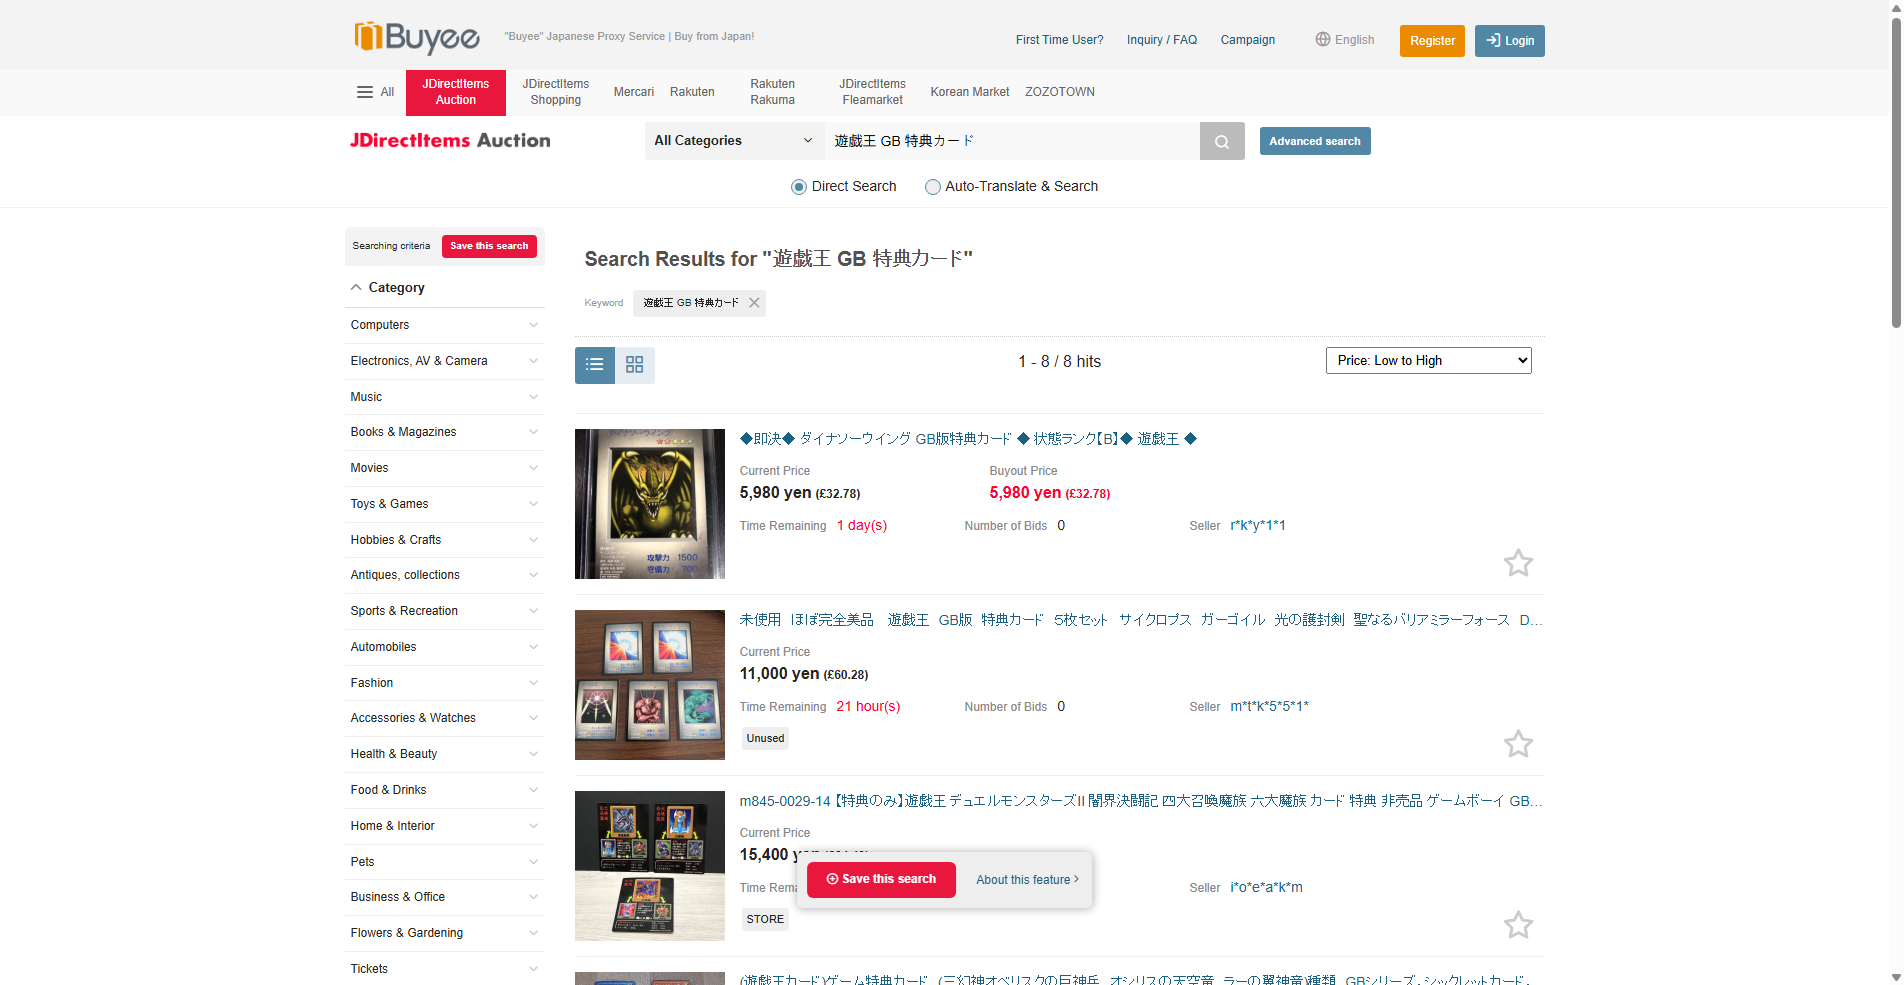 Buyee
"Buyee" Japanese Proxy Service | Buy from Japan!
First Time User?
Inquiry / FAQ
Campaign
English
Register
Login
All
JDirectItems Auction
JDirectItems Shopping
Mercari
Rakuten
Rakuten Rakuma
JDirectItems Fleamarket
Korean Market
ZOZOTOWN
JDirectItems Auction
All Categories
遊戯王 GB 特典カード
Advanced search
Direct Search
Auto-Translate & Search
Searching criteria
Save this search
Category
Computers
Electronics, AV & Camera
Music
Books & Magazines
Movies
Toys & Games
Hobbies & Crafts
Antiques, collections
Sports & Recreation
Automobiles
Fashion
Accessories & Watches
Health & Beauty
Food & Drinks
Home & Interior
Pets
Business & Office
Flowers & Gardening
Tickets
Search Results for "遊戯王 GB 特典カード"
Keyword
遊戯王 GB 特典カード
1 - 8 / 8 hits
Price: Low to High
◆即決◆ ダイナソーウイング GB版特典カード ◆ 状態ランク【B】◆ 遊戯王 ◆
Current Price
5,980 yen (£32.78)
Buyout Price
5,980 yen (£32.78)
Time Remaining 1 day(s)
Number of Bids 0
Seller r*k*y*1*1
ダイナソーウイング
攻撃力 1500
守備力 700
未使用 ほぼ完全美品 遊戯王 GB版 特典カード 5枚セット サイクロプス ガーゴイル 光の護封剣 聖なるバリアミラーフォース D...
Current Price
11,000 yen (£60.28)
Time Remaining 21 hour(s)
Number of Bids 0
Seller m*t*k*5*5*1*
Unused
m845-0029-14【特典のみ】遊戯王 デュエルモンスターズII 闇界決闘記 四大召喚魔族 六大魔族 カード 特典 非売品 ゲームボーイ GB...
Current Price
15,400
Time
Seller i*o*e*a*k*m
STORE
Save this search
About this feature
(遊戯王カード)ゲーム特典カード (三幻神オベリスクの巨神兵 オシリスの天空竜 ラーの翼神竜)種類 GBシリーズ，シックレットカード，